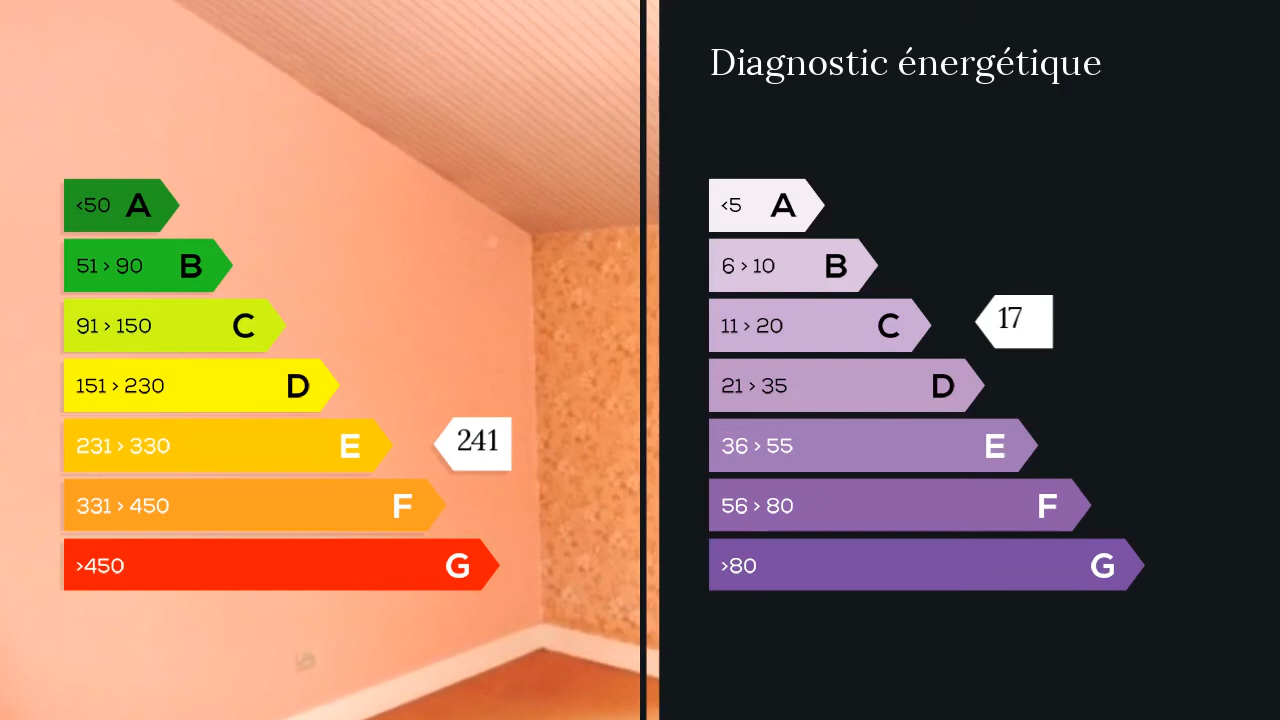 Diagnostic énergétique
<50 A
51 > 90 B
91 > 150 C
151 > 230 D
231 > 330 E
241
331 > 450 F
>450 G
<5 A
6 > 10 B
11 > 20 C
17
21 > 35 D
36 > 55 E
56 > 80 F
>80 G